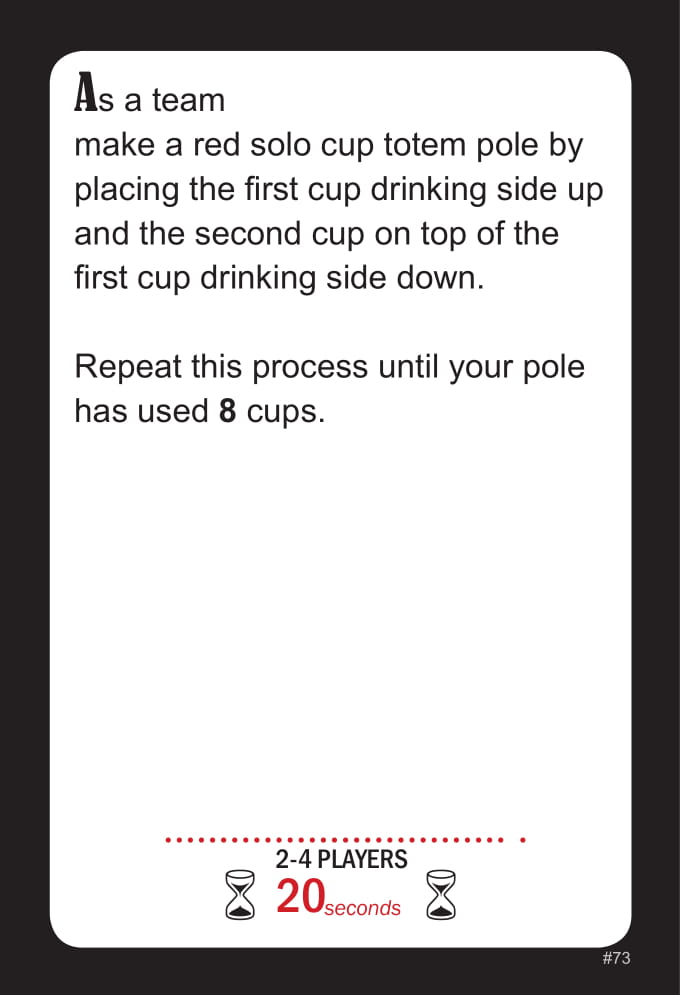 As a team
make a red solo cup totem pole by
placing the first cup drinking side up
and the second cup on top of the
first cup drinking side down.
Repeat this process until your pole
has used 8 cups.
2-4 PLAYERS
20 seconds
#73